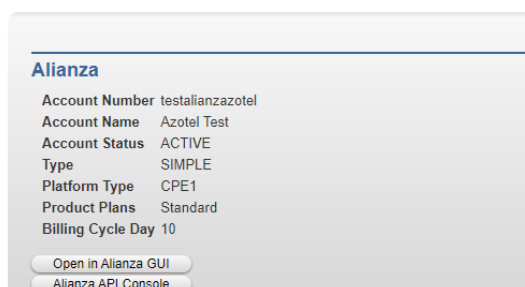 Alianza
Account Number testalianzazotel
Account Name Azotel Test
Account Status ACTIVE
Type SIMPLE
Platform Type CPE1
Product Plans Standard
Billing Cycle Day 10
Open in Alianza GUI
Alianza API Console